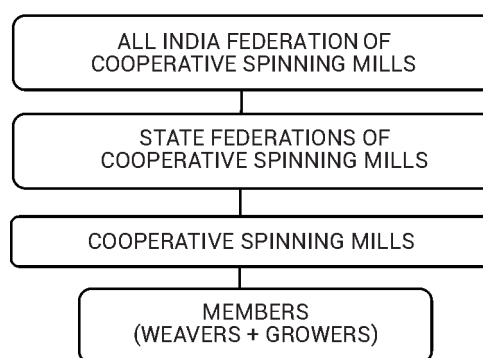 ALL INDIA FEDERATION OF
COOPERATIVE SPINNING MILLS
STATE FEDERATIONS OF
COOPERATIVE SPINNING MILLS
COOPERATIVE SPINNING MILLS
MEMBERS
(WEAVERS + GROWERS)